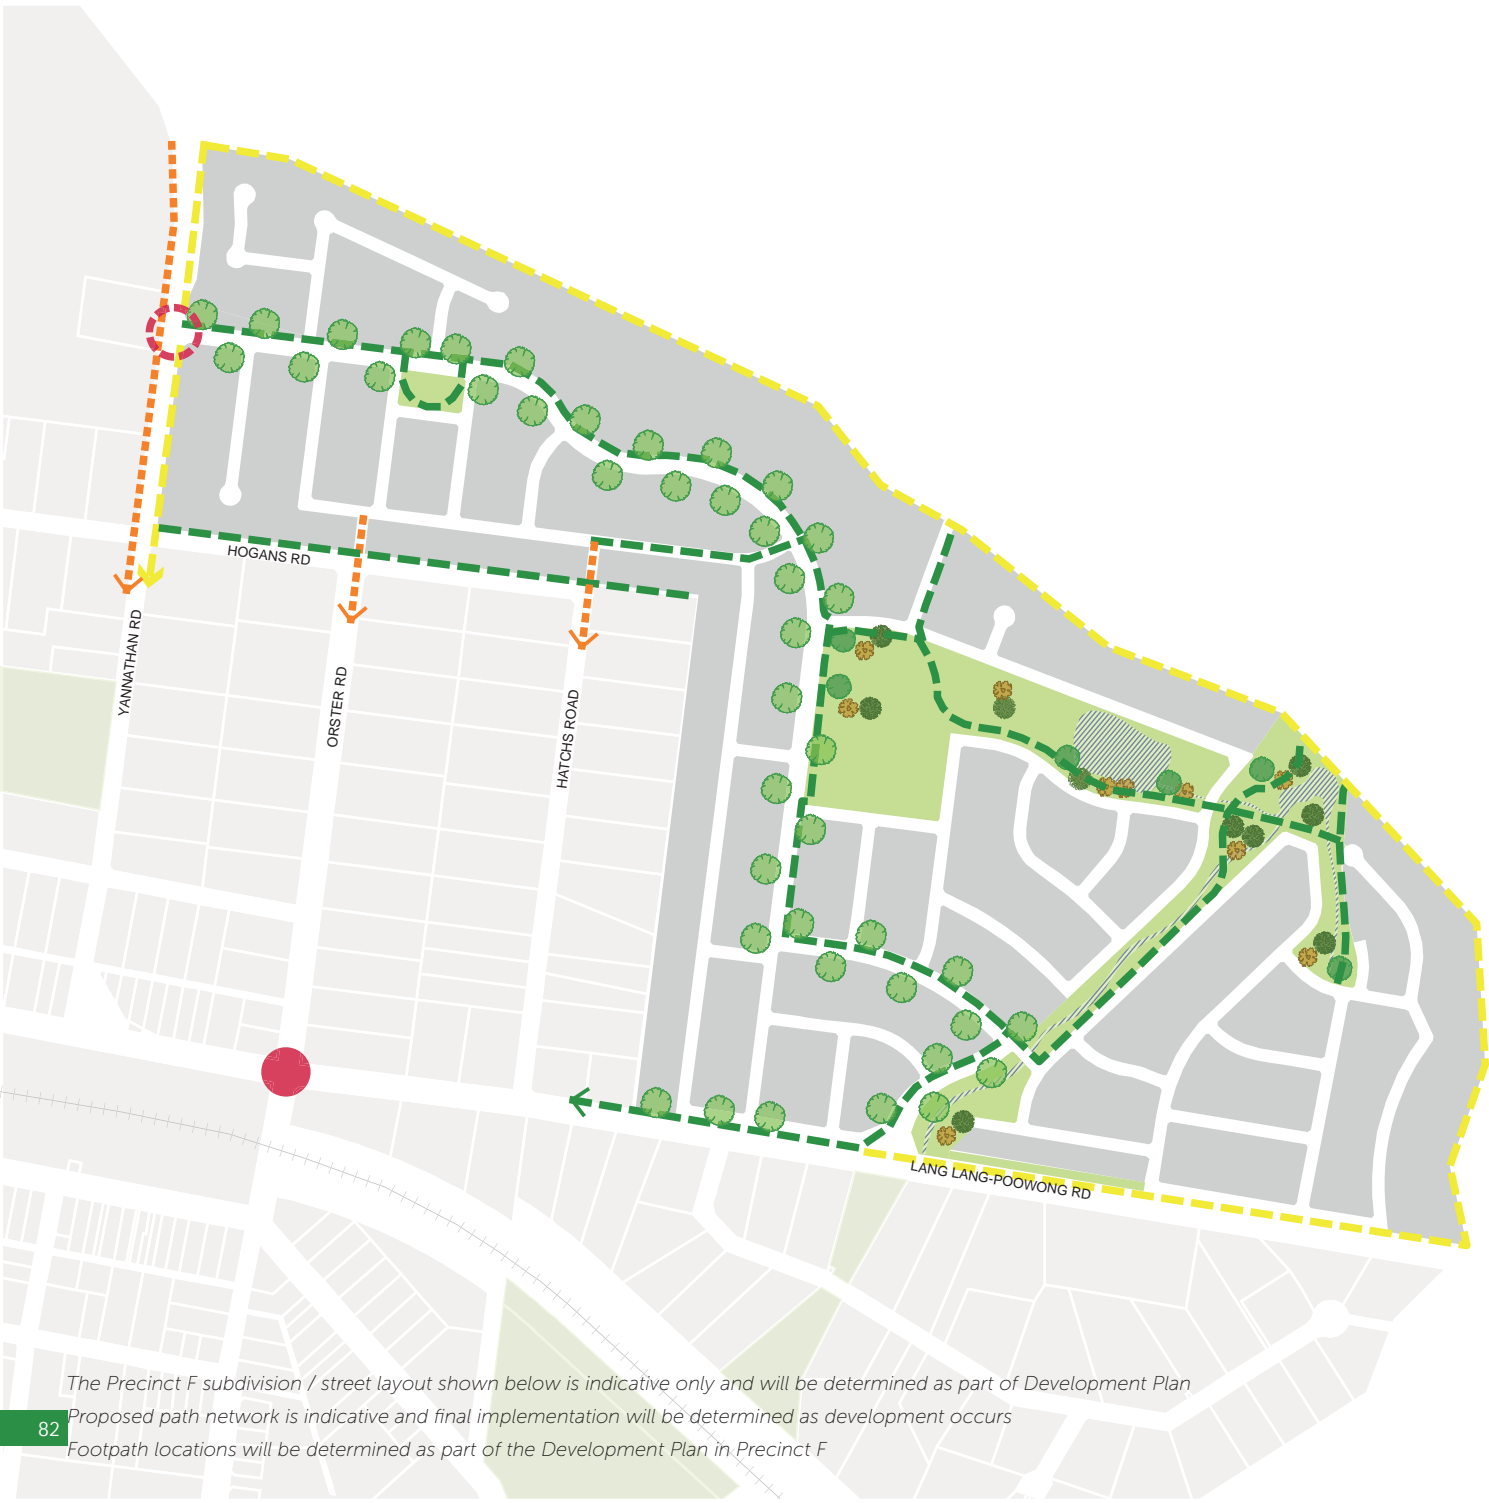 HOGANS RD
YANNATHAN RD
ORSTER RD
HATCHS ROAD
LANG LANG-POOWONG RD
The Precinct F subdivision / street layout shown below is indicative only and will be determined as part of Development Plan
Proposed path network is indicative and final implementation will be determined as development occurs
Footpath locations will be determined as part of the Development Plan in Precinct F
82